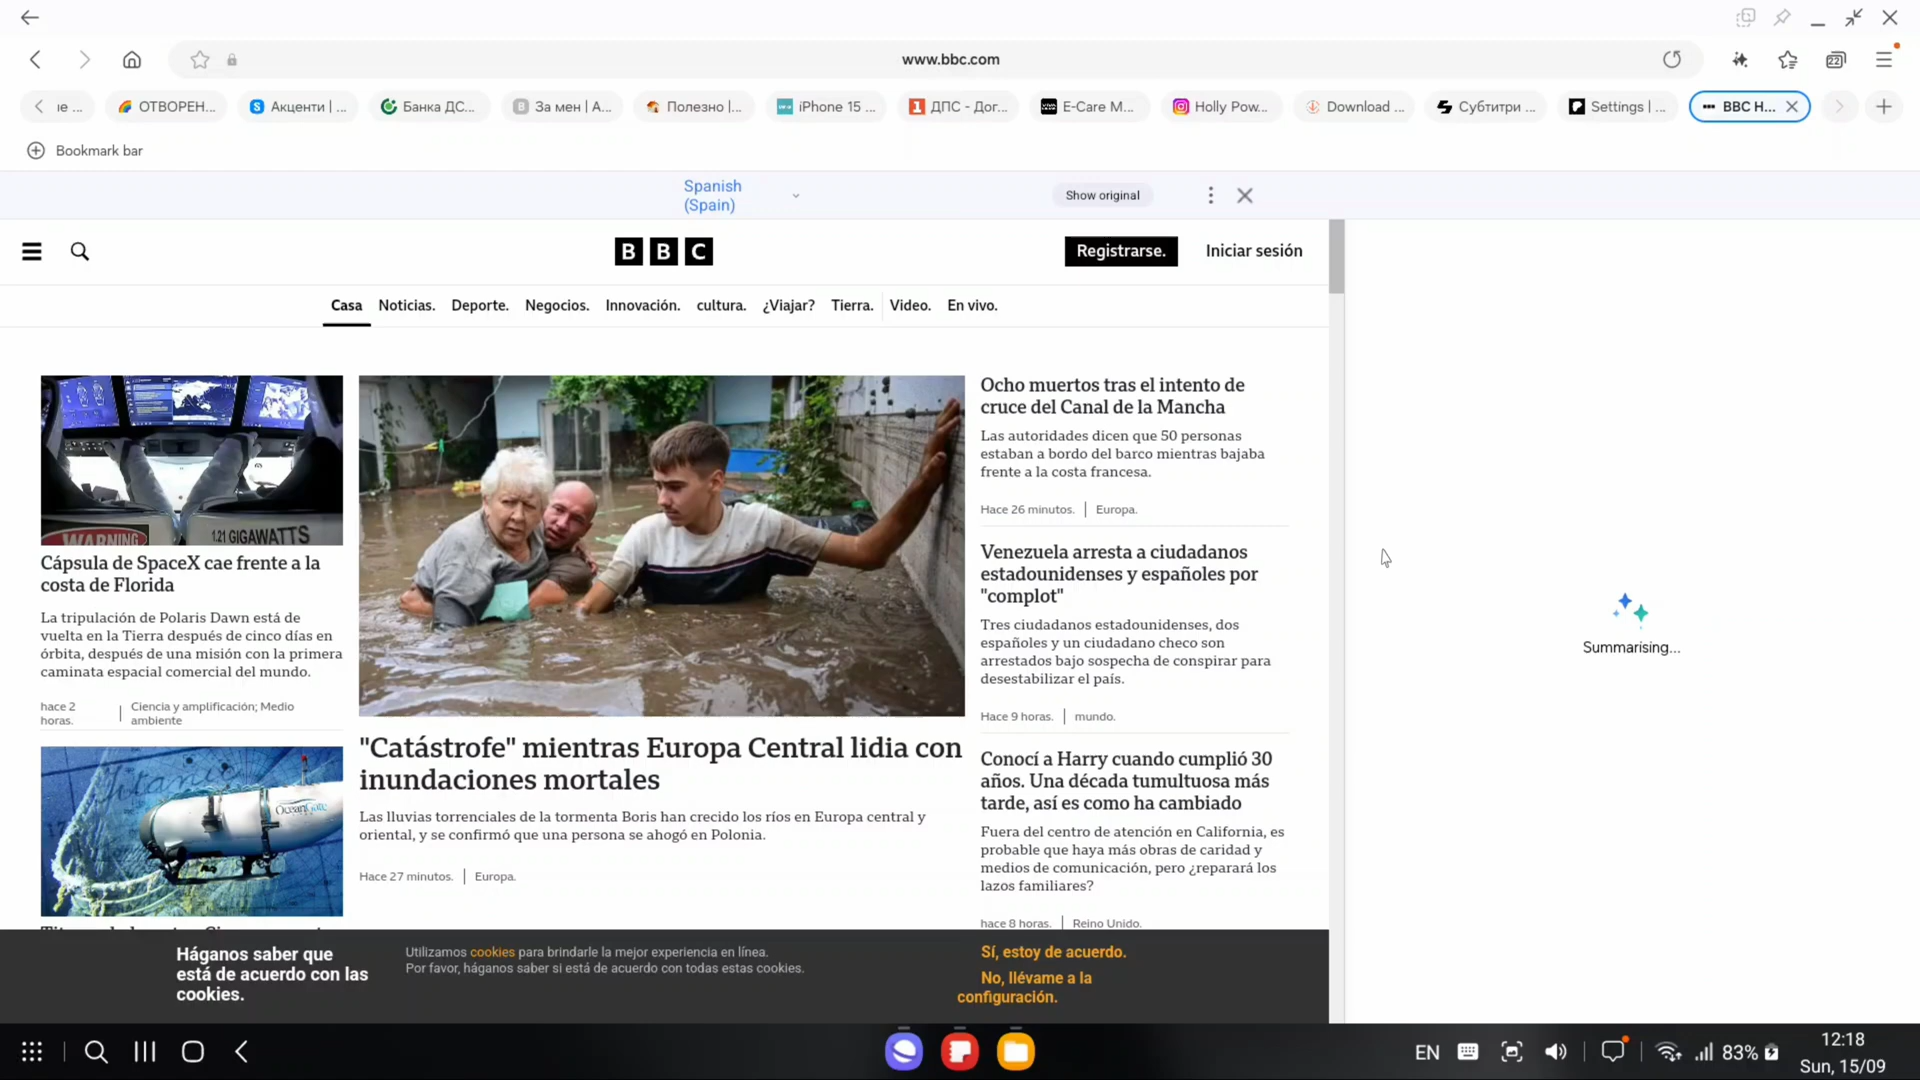 www.bbc.com
22
ıe ...
ОТВОРЕН...
Акценти | ...
Банка ДС...
За мен | A...
Полезно |...
iPhone 15 ...
ДПС - Дог...
E-Care M...
Holly Pow...
Download ...
Субтитри ...
Settings | ...
BBC H...
Bookmark bar
Spanish
(Spain)
Show original
BBC
Registrarse.
Iniciar sesión
Casa
Noticias.
Deporte.
Negocios.
Innovación.
cultura.
¿Viajar?
Tierra.
Video.
En vivo.
WARNING
1.21 GIGAWATTS
Cápsula de SpaceX cae frente a la
costa de Florida
La tripulación de Polaris Dawn está de
vuelta en la Tierra después de cinco días en
órbita, después de una misión con la primera
caminata espacial comercial del mundo.
hace 2
horas.
Ciencia y amplificación; Medio
ambiente
Titanic
OceanGate
"Catástrofe" mientras Europa Central lidia con
inundaciones mortales
Las lluvias torrenciales de la tormenta Boris han crecido los ríos en Europa central y
oriental, y se confirmó que una persona se ahogó en Polonia.
Hace 27 minutos.
Europa.
Ocho muertos tras el intento de
cruce del Canal de la Mancha
Las autoridades dicen que 50 personas
estaban a bordo del barco mientras bajaba
frente a la costa francesa.
Hace 26 minutos.
Europa.
Venezuela arresta a ciudadanos
estadounidenses y españoles por
"complot"
Tres ciudadanos estadounidenses, dos
españoles y un ciudadano checo son
arrestados bajo sospecha de conspirar para
desestabilizar el país.
Hace 9 horas.
mundo.
Conocí a Harry cuando cumplió 30
años. Una década tumultuosa más
tarde, así es como ha cambiado
Fuera del centro de atención en California, es
probable que haya más obras de caridad y
medios de comunicación, pero ¿reparará los
lazos familiares?
hace 8 horas.
Reino Unido.
Summarising...
Háganos saber que
está de acuerdo con las
cookies.
Utilizamos cookies para brindarle la mejor experiencia en línea.
Por favor, háganos saber si está de acuerdo con todas estas cookies.
Sí, estoy de acuerdo.
No, llévame a la
configuración.
EN
83%
12:18
Sun, 15/09